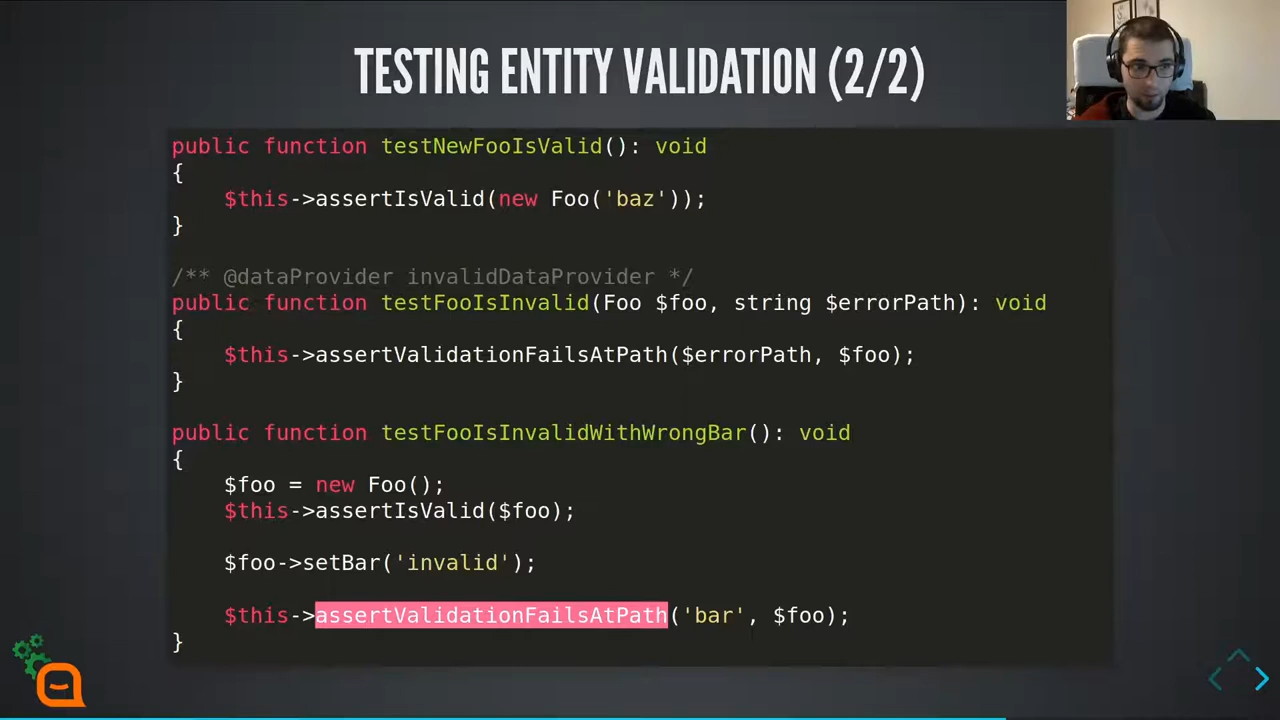 TESTING ENTITY VALIDATION (2/2)
public function testNewFooIsValid(): void
{
    $this->assertIsValid(new Foo('baz'));
}
/** @dataProvider invalidDataProvider */
public function testFooIsInvalid(Foo $foo, string $errorPath): void
{
    $this->assertValidationFailsAtPath($errorPath, $foo);
}
public function testFooIsInvalidWithWrongBar(): void
{
    $foo = new Foo();
    $this->assertIsValid($foo);
    $foo->setBar('invalid');
    $this->assertValidationFailsAtPath('bar', $foo);
}